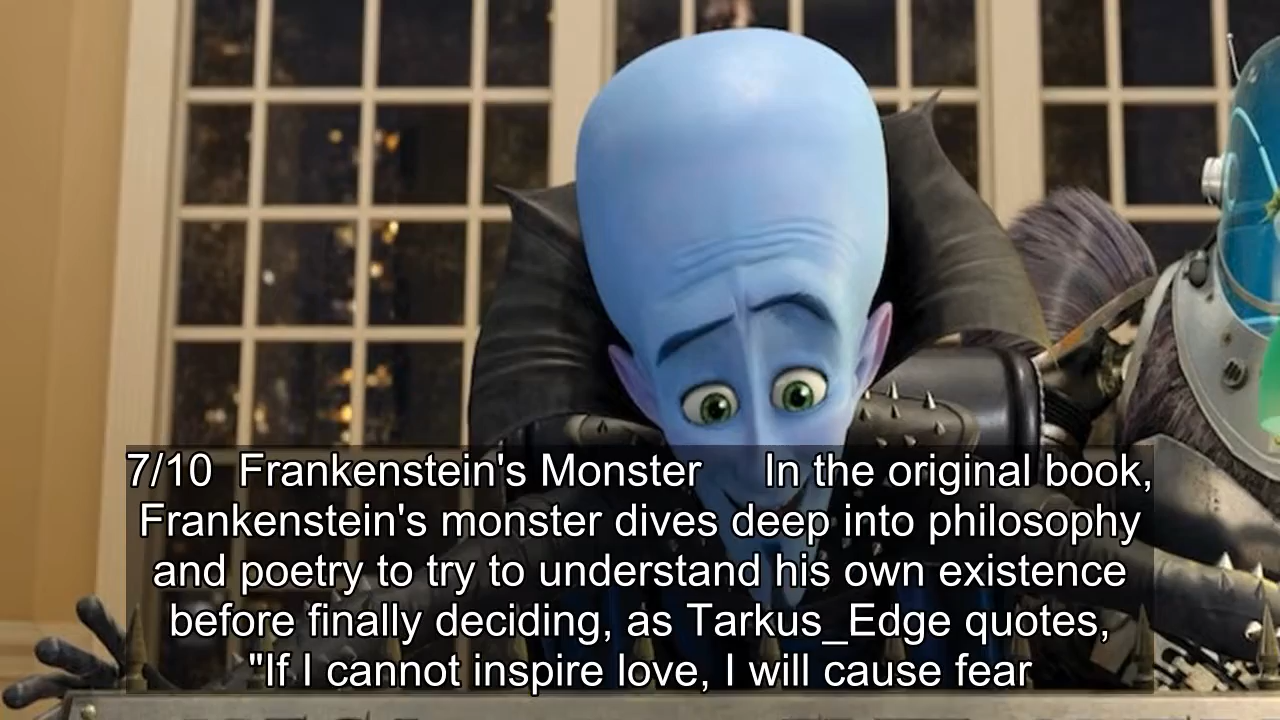 7/10  Frankenstein's Monster      In the original book,
Frankenstein's monster dives deep into philosophy
and poetry to try to understand his own existence
before finally deciding, as Tarkus_Edge quotes,
"If I cannot inspire love, I will cause fear